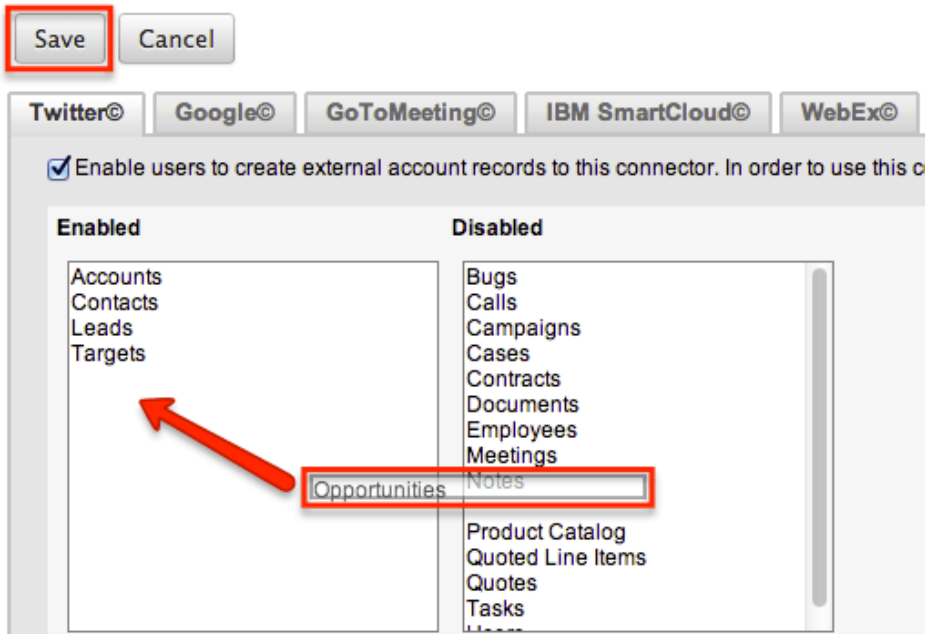 Save Cancel
Twitter© Google© GoToMeeting© IBM SmartCloud© WebEx©
Enable users to create external account records to this connector. In order to use this
Enabled
Accounts
Contacts
Leads
Targets
Disabled
Bugs
Calls
Campaigns
Cases
Contracts
Documents
Employees
Meetings
Notes
Opportunities
Product Catalog
Quoted Line Items
Quotes
Tasks